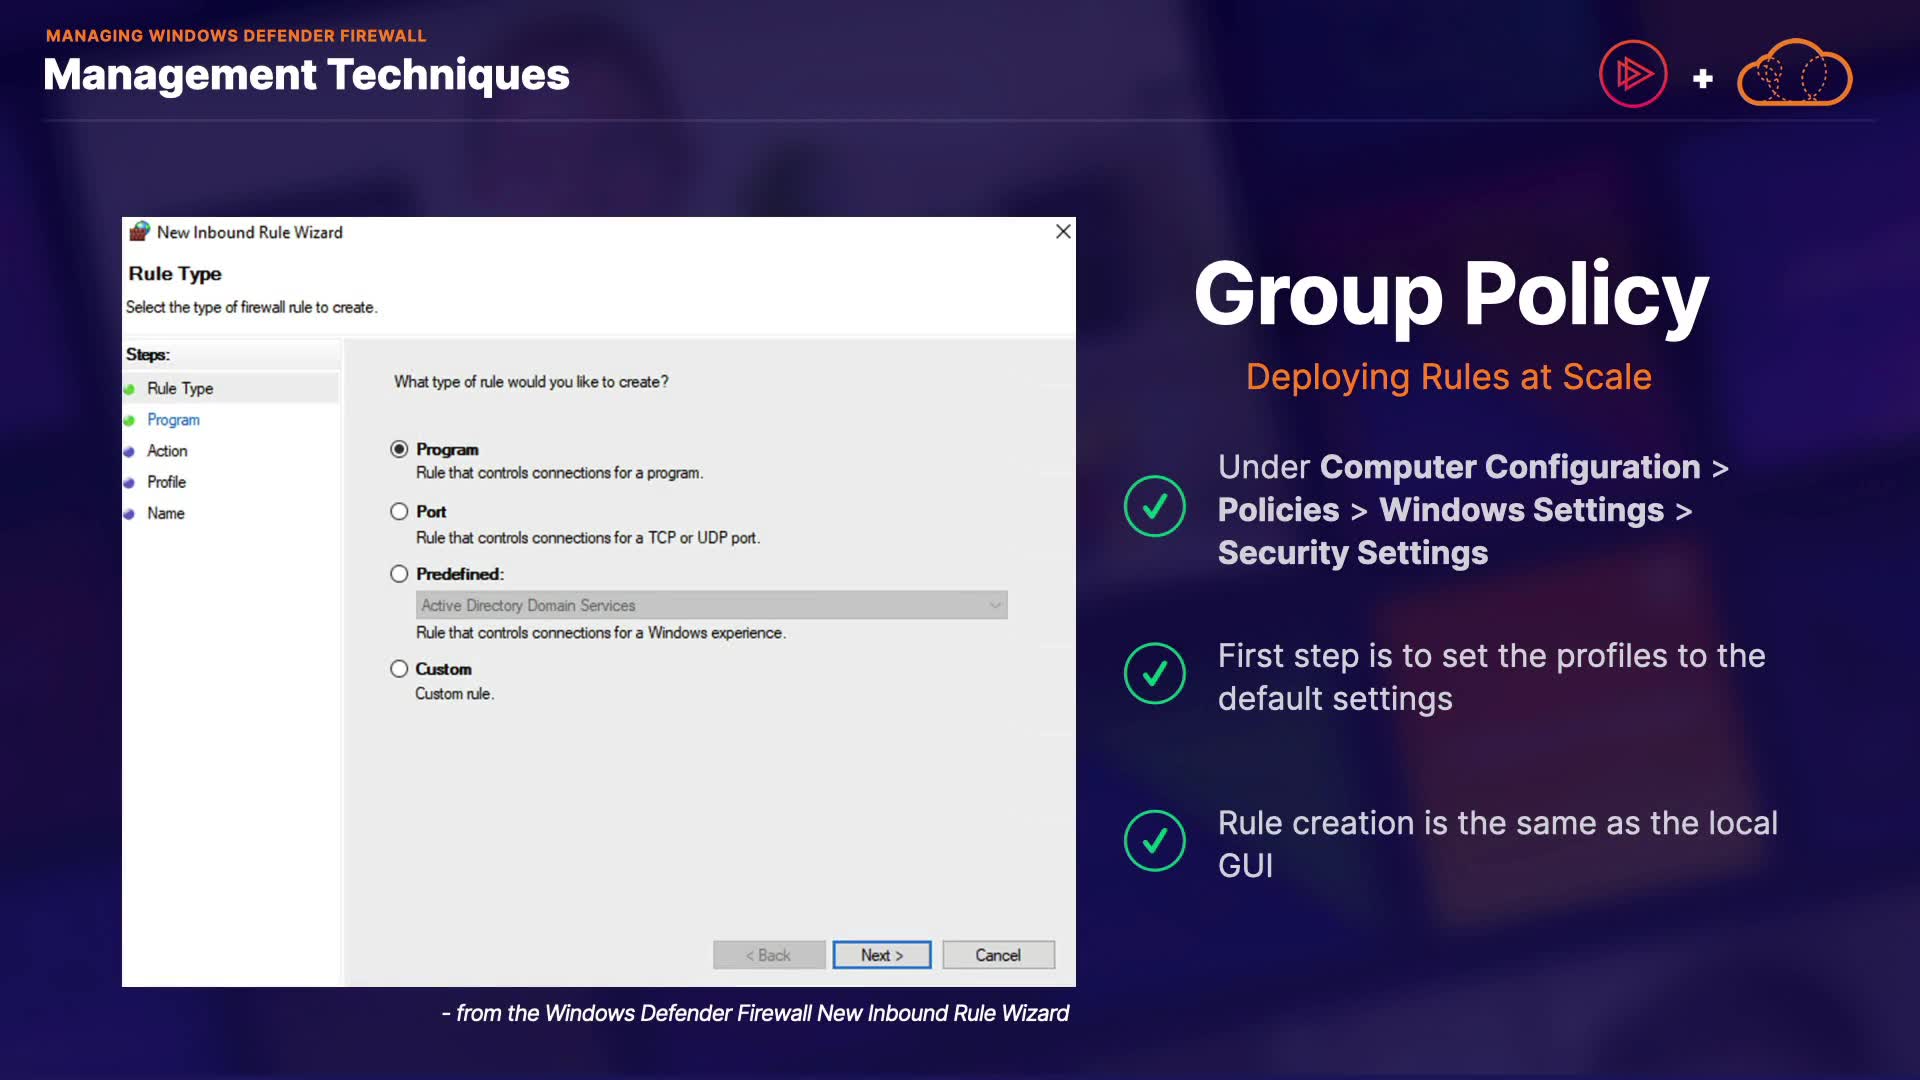 MANAGING WINDOWS DEFENDER FIREWALL
Management Techniques
+
New Inbound Rule Wizard
Rule Type
Select the type of firewall rule to create.
Steps:
Rule Type
Program
Action
Profile
Name
What type of rule would you like to create?
Program
Rule that controls connections for a program.
Port
Rule that controls connections for a TCP or UDP port.
Predefined:
Active Directory Domain Services
Rule that controls connections for a Windows experience.
Custom
Custom rule.
< Back
Next >
Cancel
- from the Windows Defender Firewall New Inbound Rule Wizard
Group Policy
Deploying Rules at Scale
Under Computer Configuration >
Policies > Windows Settings >
Security Settings
First step is to set the profiles to the
default settings
Rule creation is the same as the local
GUI